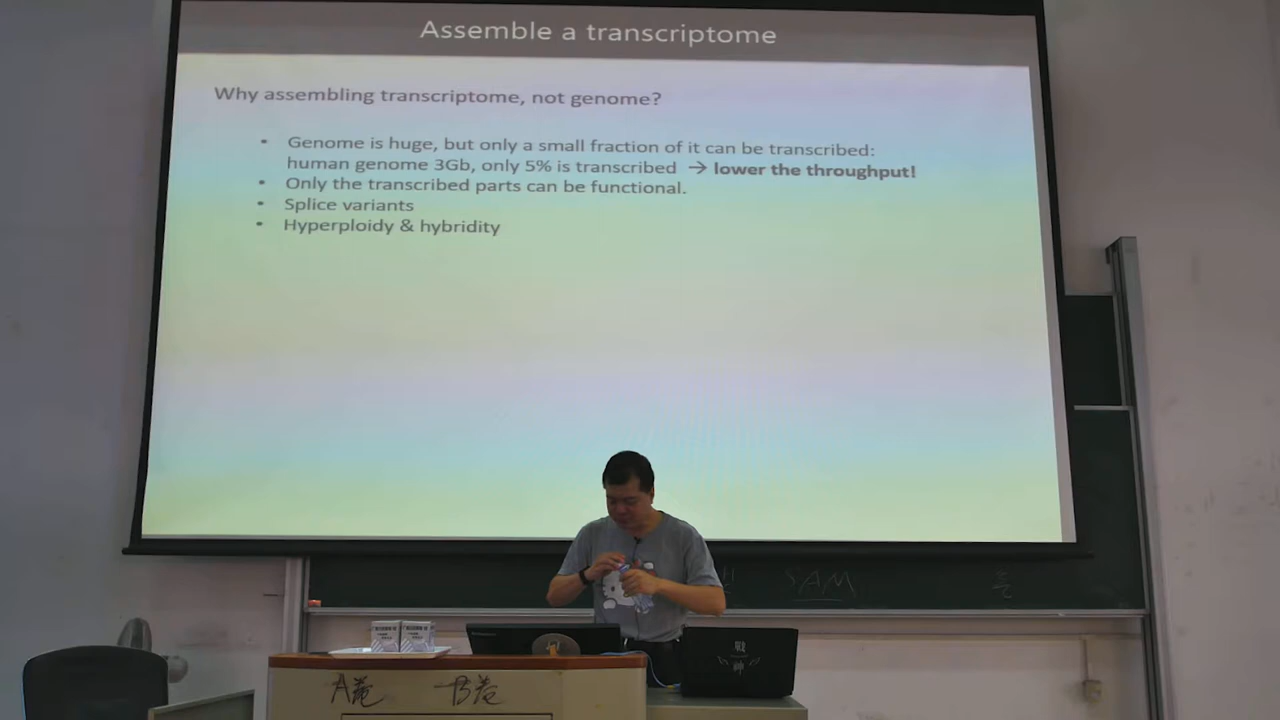 Assemble a transcriptome
Why assembling transcriptome, not genome?
• Genome is huge, but only a small fraction of it can be transcribed:
human genome 3Gb, only 5% is transcribed → lower the throughput!
• Only the transcribed parts can be functional.
• Splice variants
• Hyperploidy & hybridity
SAM
戰神
A卷 B卷